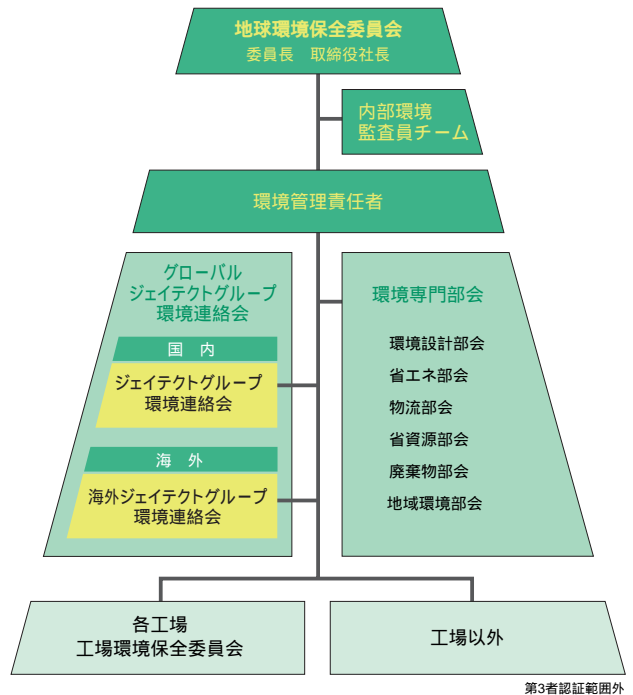 地球環境保全委員会
委員長　取締役社長
内部環境
監査員チーム
環境管理責任者
グローバル
ジェイテクトグループ
環境連絡会
国　内
ジェイテクトグループ
環境連絡会
海　外
海外ジェイテクトグループ
環境連絡会
環境専門部会
環境設計部会
省エネ部会
物流部会
省資源部会
廃棄物部会
地域環境部会
各工場
工場環境保全委員会
工場以外
第3者認証範囲外